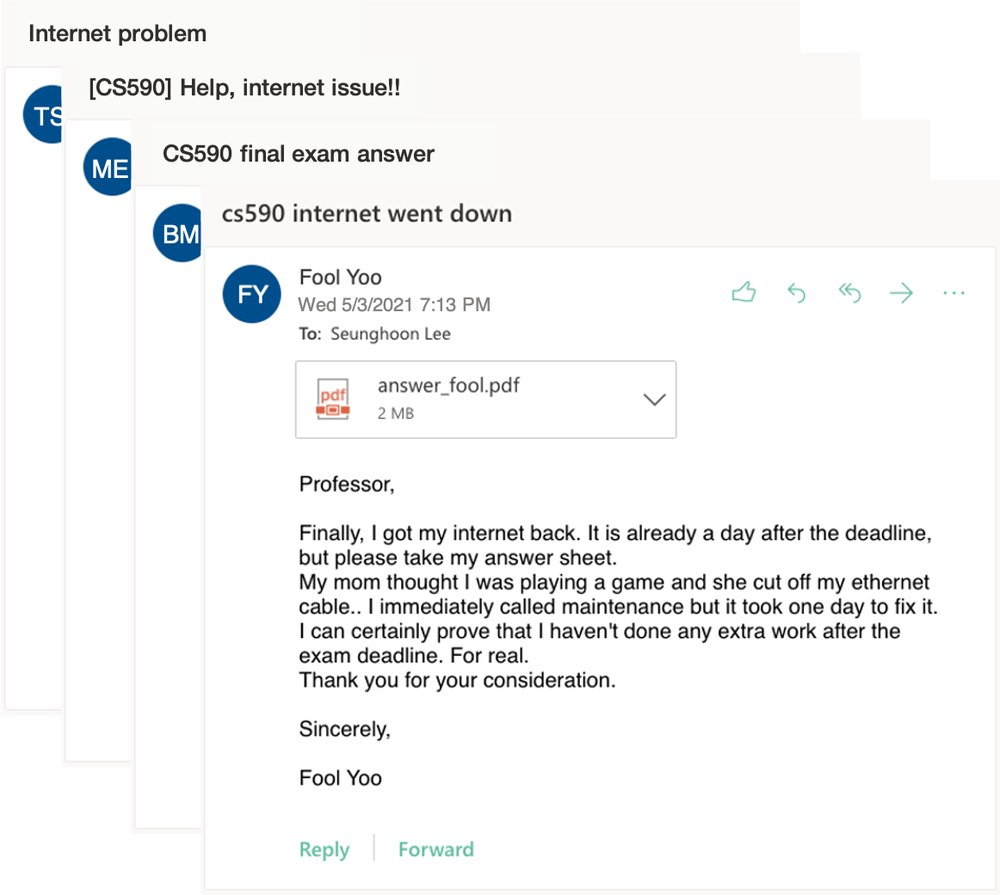 Internet problem
TS
[CS590] Help, internet issue!!
ME
CS590 final exam answer
BM
cs590 internet went down
FY
Fool Yoo
Wed 5/3/2021 7:13 PM
To: Seunghoon Lee
pdf
answer_fool.pdf
2 MB
Professor,
Finally, I got my internet back. It is already a day after the deadline,
but please take my answer sheet.
My mom thought I was playing a game and she cut off my ethernet
cable.. I immediately called maintenance but it took one day to fix it.
I can certainly prove that I haven't done any extra work after the
exam deadline. For real.
Thank you for your consideration.
Sincerely,
Fool Yoo
Reply
Forward